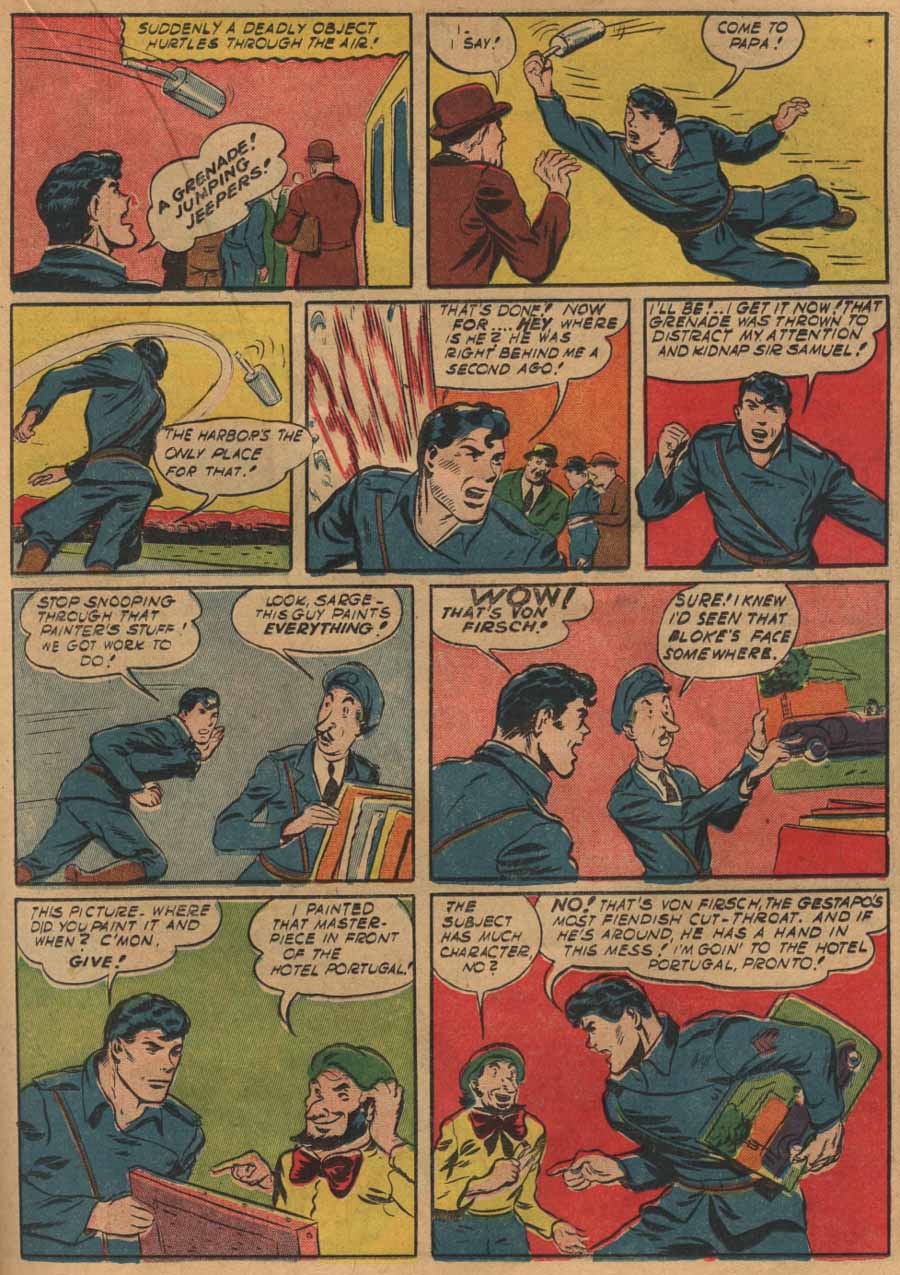 SUDDENLY A DEADLY OBJECT
HURTLES THROUGH THE AIR!
A GRENADE!
JUMPING
JEEPERS!
I-
I SAY!
COME TO
PAPA!
THE HARBOR'S THE
ONLY PLACE
FOR THAT!
THAT'S DONE! NOW
FOR.... HEY, WHERE
IS HE? HE WAS
RIGHT BEHIND ME A
SECOND AGO!
I'LL BE!..I GET IT NOW! THAT
GRENADE WAS THROWN TO
DISTRACT MY ATTENTION
AND KIDNAP SIR SAMUEL!
STOP SNOOPING
THROUGH THAT
PAINTER'S STUFF!
WE GOT WORK TO
DO!
LOOK, SARGE-
THIS GUY PAINTS
EVERYTHING!
WOW!
THAT'S VON
FIRSCH!
SURE! I KNEW
I'D SEEN THAT
BLOKE'S FACE
SOMEWHERE.
THIS PICTURE- WHERE
DID YOU PAINT IT AND
WHEN? C'MON,
GIVE!
I PAINTED
THAT MASTER-
PIECE IN FRONT
OF THE
HOTEL PORTUGAL!
THE
SUBJECT
HAS MUCH
CHARACTER,
NO?
NO! THAT'S VON FIRSCH, THE GESTAPO'S
MOST FIENDISH CUT-THROAT. AND IF
HE'S AROUND, HE HAS A HAND IN
THIS MESS! I'M GOIN' TO THE HOTEL
PORTUGAL, PRONTO!